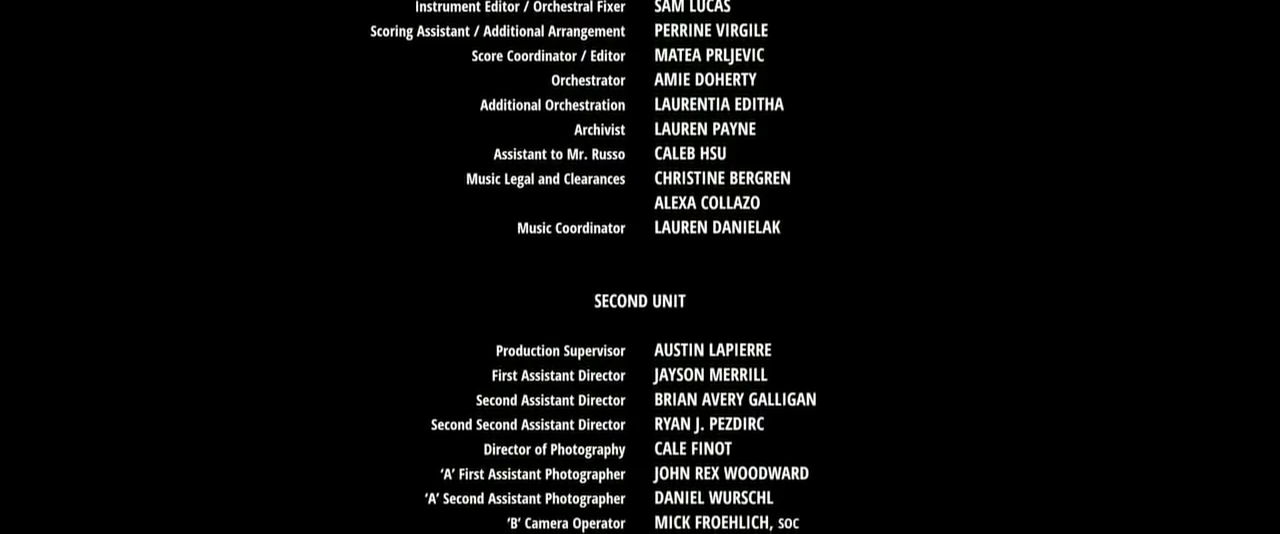 Instrument Editor / Orchestral Fixer SAM LUCAS
Scoring Assistant / Additional Arrangement PERRINE VIRGILE
Score Coordinator / Editor MATEA PRLJEVIC
Orchestrator AMIE DOHERTY
Additional Orchestration LAURENTIA EDITHA
Archivist LAUREN PAYNE
Assistant to Mr. Russo CALEB HSU
Music Legal and Clearances CHRISTINE BERGREN
ALEXA COLLAZO
Music Coordinator LAUREN DANIELAK
SECOND UNIT
Production Supervisor AUSTIN LAPIERRE
First Assistant Director JAYSON MERRILL
Second Assistant Director BRIAN AVERY GALLIGAN
Second Second Assistant Director RYAN J. PEZDIRC
Director of Photography CALE FINOT
‘A’ First Assistant Photographer JOHN REX WOODWARD
‘A’ Second Assistant Photographer DANIEL WURSCHL
‘B’ Camera Operator MICK FROEHLICH, SOC